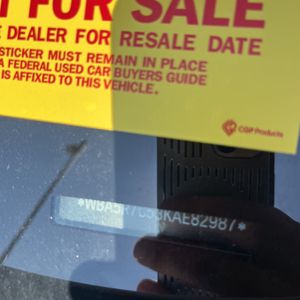 T FOR SALE
E DEALER FOR RESALE DATE
STICKER MUST REMAIN IN PLACE
A FEDERAL USED CAR BUYERS GUIDE
IS AFFIXED TO THIS VEHICLE.
CGP Products
*WBA5R7C53KAE82987*